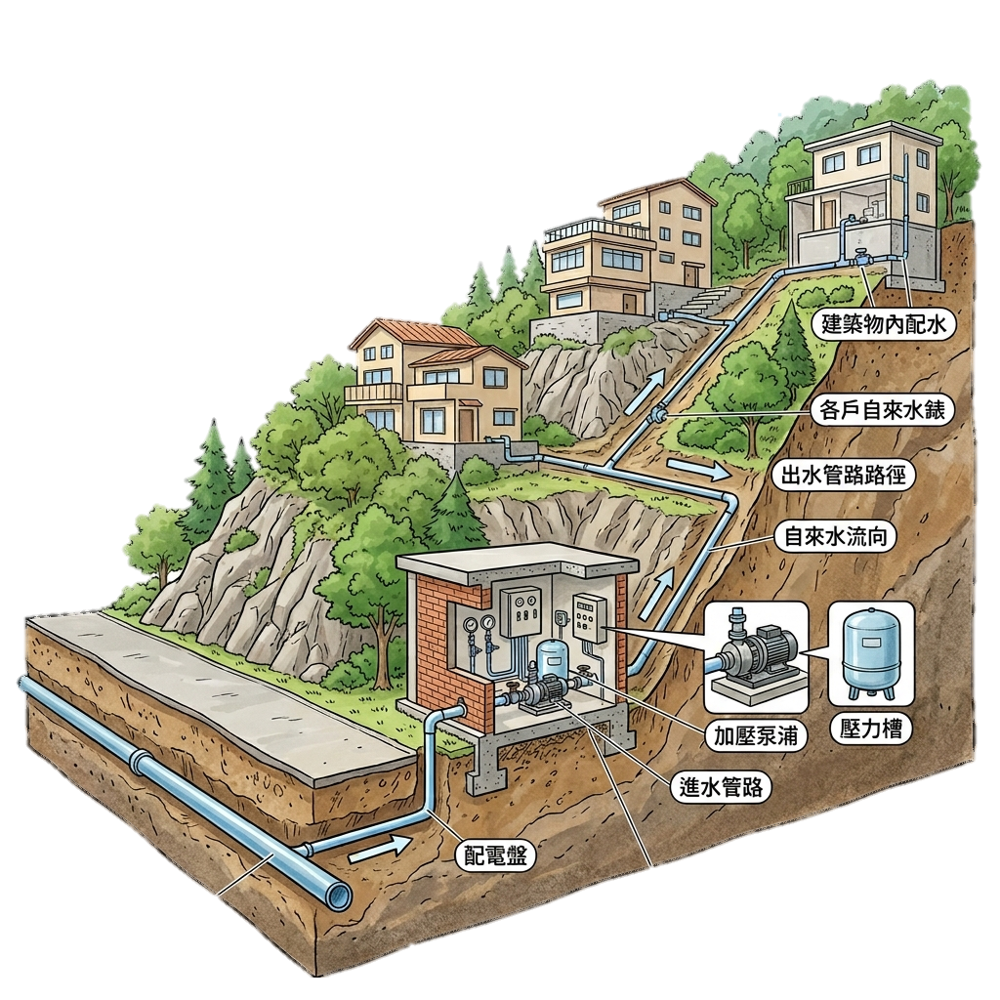 建築物內配水
各戶自來水錶
出水管路路徑
自來水流向
加壓泵浦
壓力槽
進水管路
配電盤